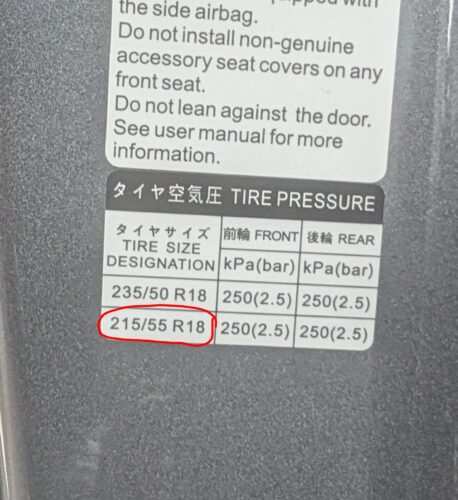 the side airbag.
Do not install non-genuine
accessory seat covers on any
front seat.
Do not lean against the door.
See user manual for more
information.
タイヤ空気圧 TIRE PRESSURE
タイヤサイズ
TIRE SIZE
DESIGNATION
前輪 FRONT
後輪 REAR
kPa(bar)
kPa(bar)
235/50 R18 250(2.5) 250(2.5)
215/55 R18 250(2.5) 250(2.5)